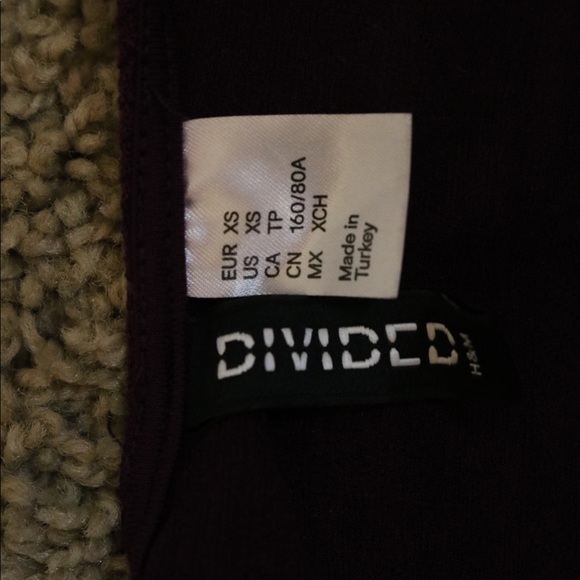 EUR XS
US XS
CA TP
CN 160/80A
MX XCH
Made in
Turkey
DIVIDED
H&M